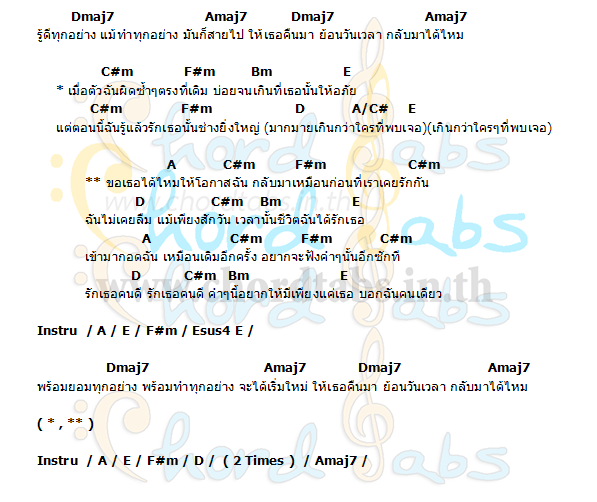 Dmaj7 Amaj7 Dmaj7 Amaj7
รู้ดีทุกอย่าง แม้ทำทุกอย่าง มันก็สายไป ให้เธอคืนมา ย้อนวันเวลา กลับมาได้ไหม
C#m F#m Bm E
* เมื่อตัวฉันผิดซ้ำๆตรงที่เดิม บ่อยจนเกินที่เธอนั้นให้อภัย
C#m F#m D A/C# E
แต่ตอนนี้ฉันรู้แล้วรักเธอนั้นช่างยิ่งใหญ่ (มากมายเกินกว่าใครที่พบเจอ)(เกินกว่าใครๆที่พบเจอ)
A C#m F#m C#m
** ขอเธอได้ไหมให้โอกาสฉัน กลับมาเหมือนก่อนที่เราเคยรักกัน
D C#m Bm E
ฉันไม่เคยลืม แม้เพียงสักวัน เวลานั้นชีวิตฉันได้รักเธอ
A C#m F#m C#m
เข้ามากอดฉัน เหมือนเดิมอีกครั้ง อยากจะฟังคำๆนั้นอีกซักที
D C#m Bm E
รักเธอคนดี รักเธอคนดี คำๆนี้อยากให้มีเพียงแค่เธอ บอกฉันคนเดียว
Instru / A / E / F#m / Esus4 E /
Dmaj7 Amaj7 Dmaj7 Amaj7
พร้อมยอมทุกอย่าง พร้อมทำทุกอย่าง จะได้เริ่มใหม่ ให้เธอคืนมา ย้อนวันเวลา กลับมาได้ไหม
( * , ** )
Instru / A / E / F#m / D / ( 2 Times ) / Amaj7 /
www.chordtabs.in.th